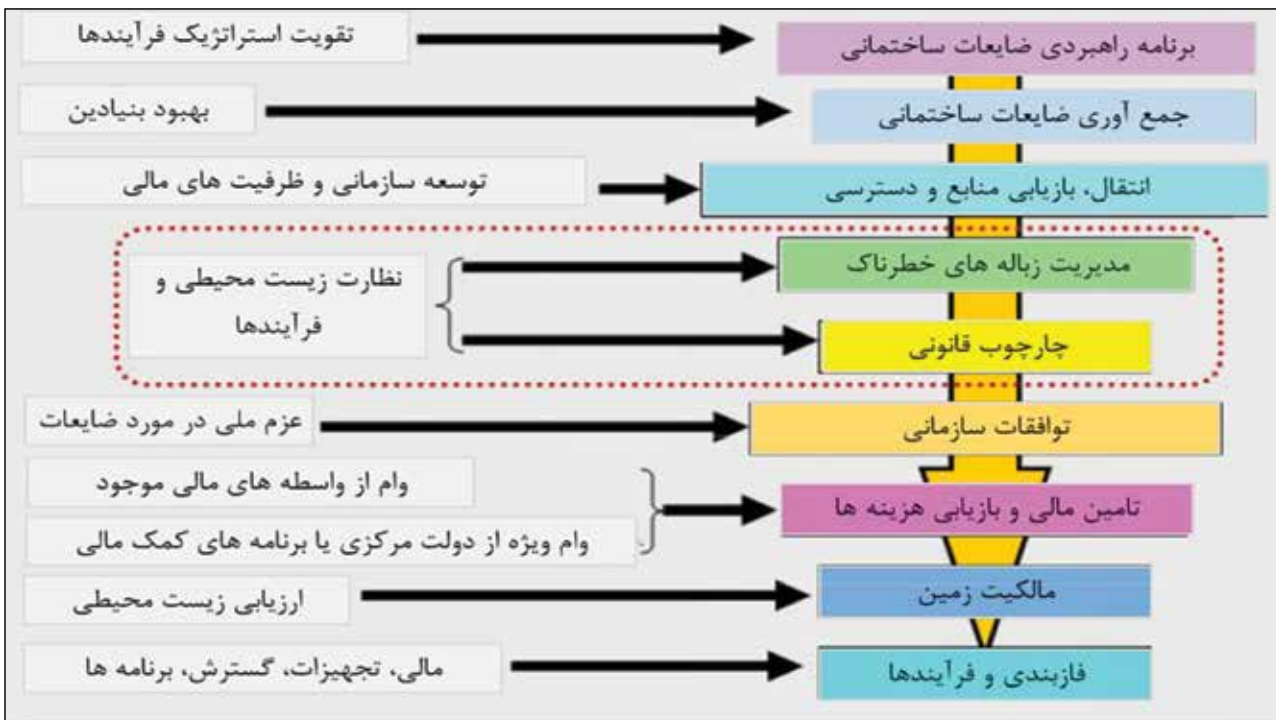 برنامه راهبردی ضایعات ساختمانی
تقویت استراتژیک فرآیندها
جمع آوری ضایعات ساختمانی
بهبود بنیادین
انتقال، بازیابی منابع و دسترسی
توسعه سازمانی و ظرفیت های مالی
مدیریت زباله های خطرناک
نظارت زیست محیطی و
فرآیندها
چارچوب قانونی
توافقات سازمانی
عزم ملی در مورد ضایعات
تامین مالی و بازیابی هزینه ها
وام از واسطه های مالی موجود
وام ویژه از دولت مرکزی یا برنامه های کمک مالی
مالکیت زمین
ارزیابی زیست محیطی
فازبندی و فرآیندها
مالی، تجهیزات، گسترش، برنامه ها